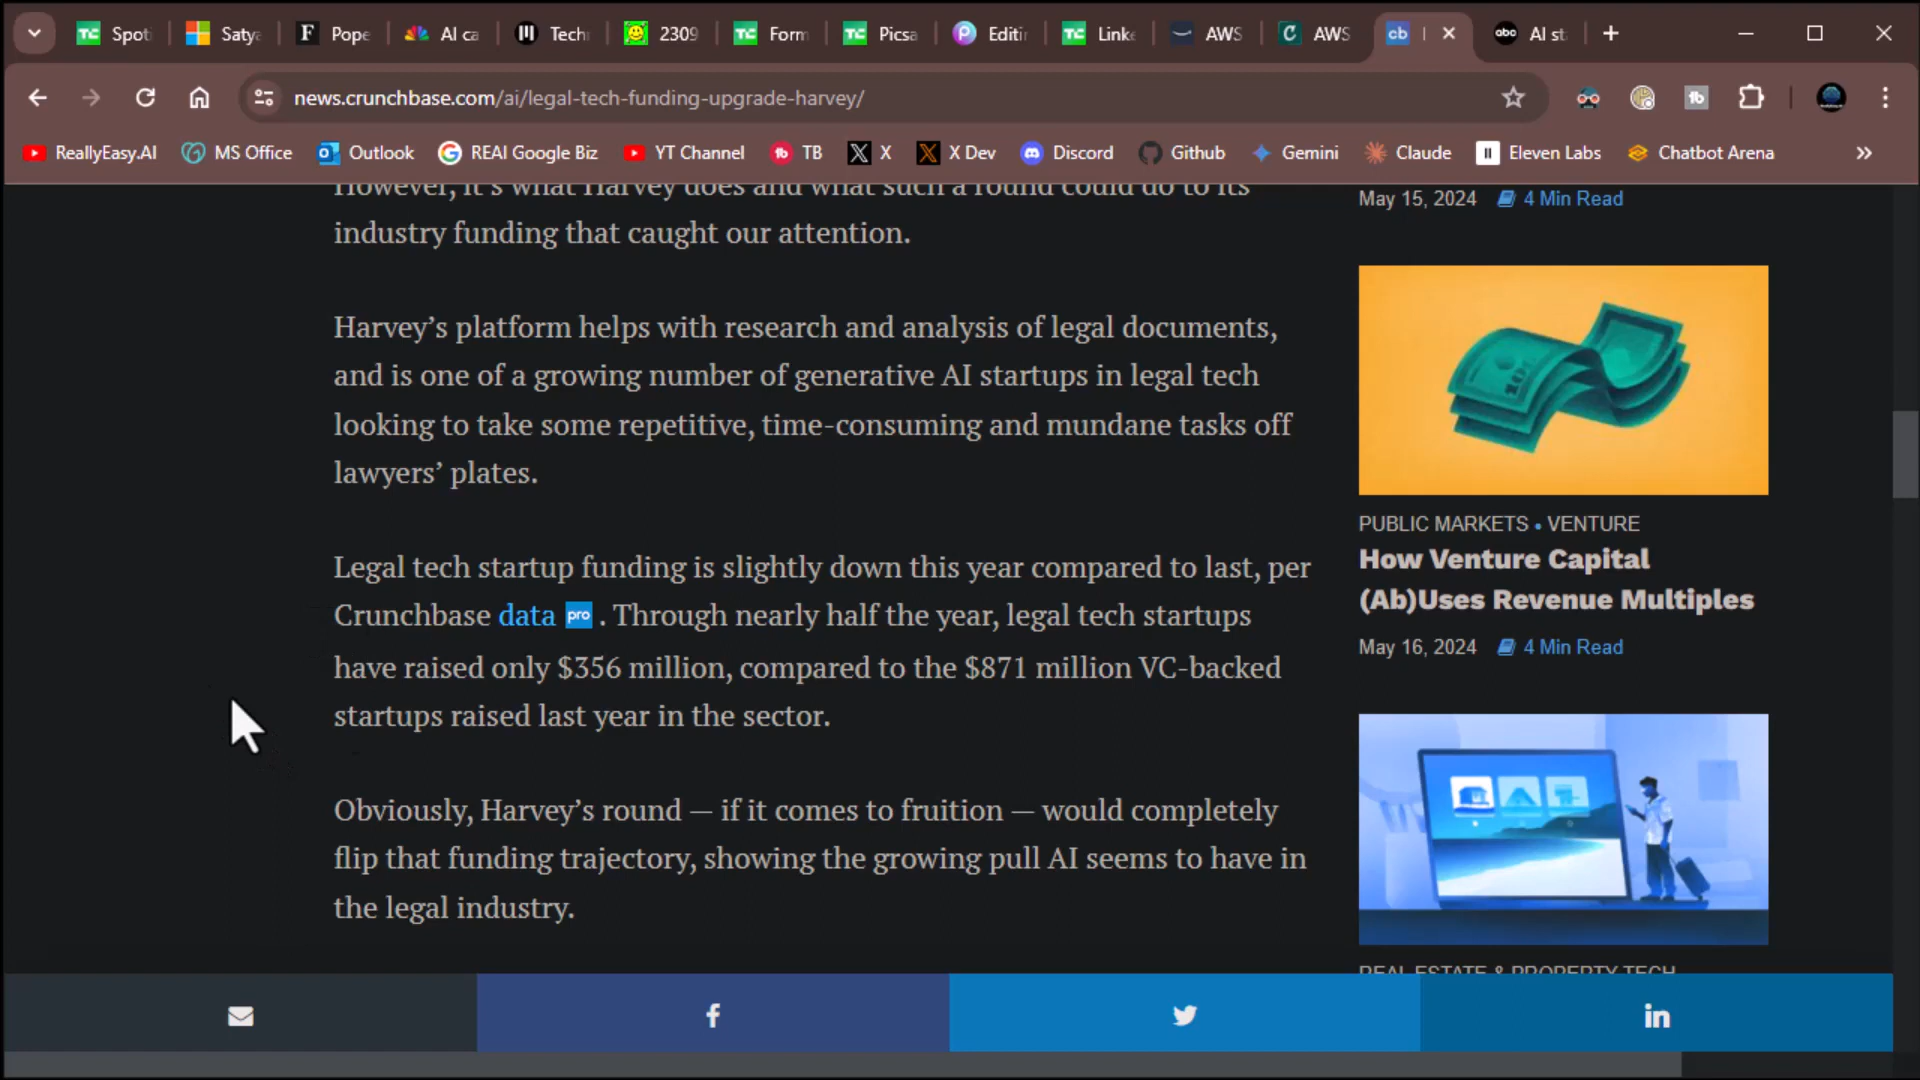 Spoti
Satya
F Pope
AI ca
Techn
2309
TC Form
TC Picsa
Editin
TC Linke
AWS
AWS
cb
abc AI st
news.crunchbase.com/ai/legal-tech-funding-upgrade-harvey/
ReallyEasy.AI
MS Office
Outlook
REAI Google Biz
YT Channel
TB
X
X Dev
Discord
Github
Gemini
Claude
Eleven Labs
Chatbot Arena
However, it's what Harvey does and what such a round could do to its
industry funding that caught our attention.
Harvey’s platform helps with research and analysis of legal documents,
and is one of a growing number of generative AI startups in legal tech
looking to take some repetitive, time-consuming and mundane tasks off
lawyers’ plates.
Legal tech startup funding is slightly down this year compared to last, per
Crunchbase data pro . Through nearly half the year, legal tech startups
have raised only $356 million, compared to the $871 million VC-backed
startups raised last year in the sector.
Obviously, Harvey’s round — if it comes to fruition — would completely
flip that funding trajectory, showing the growing pull AI seems to have in
the legal industry.
May 15, 2024 4 Min Read
PUBLIC MARKETS • VENTURE
How Venture Capital
(Ab)Uses Revenue Multiples
May 16, 2024 4 Min Read
REAL ESTATE & PROPERTY TECH